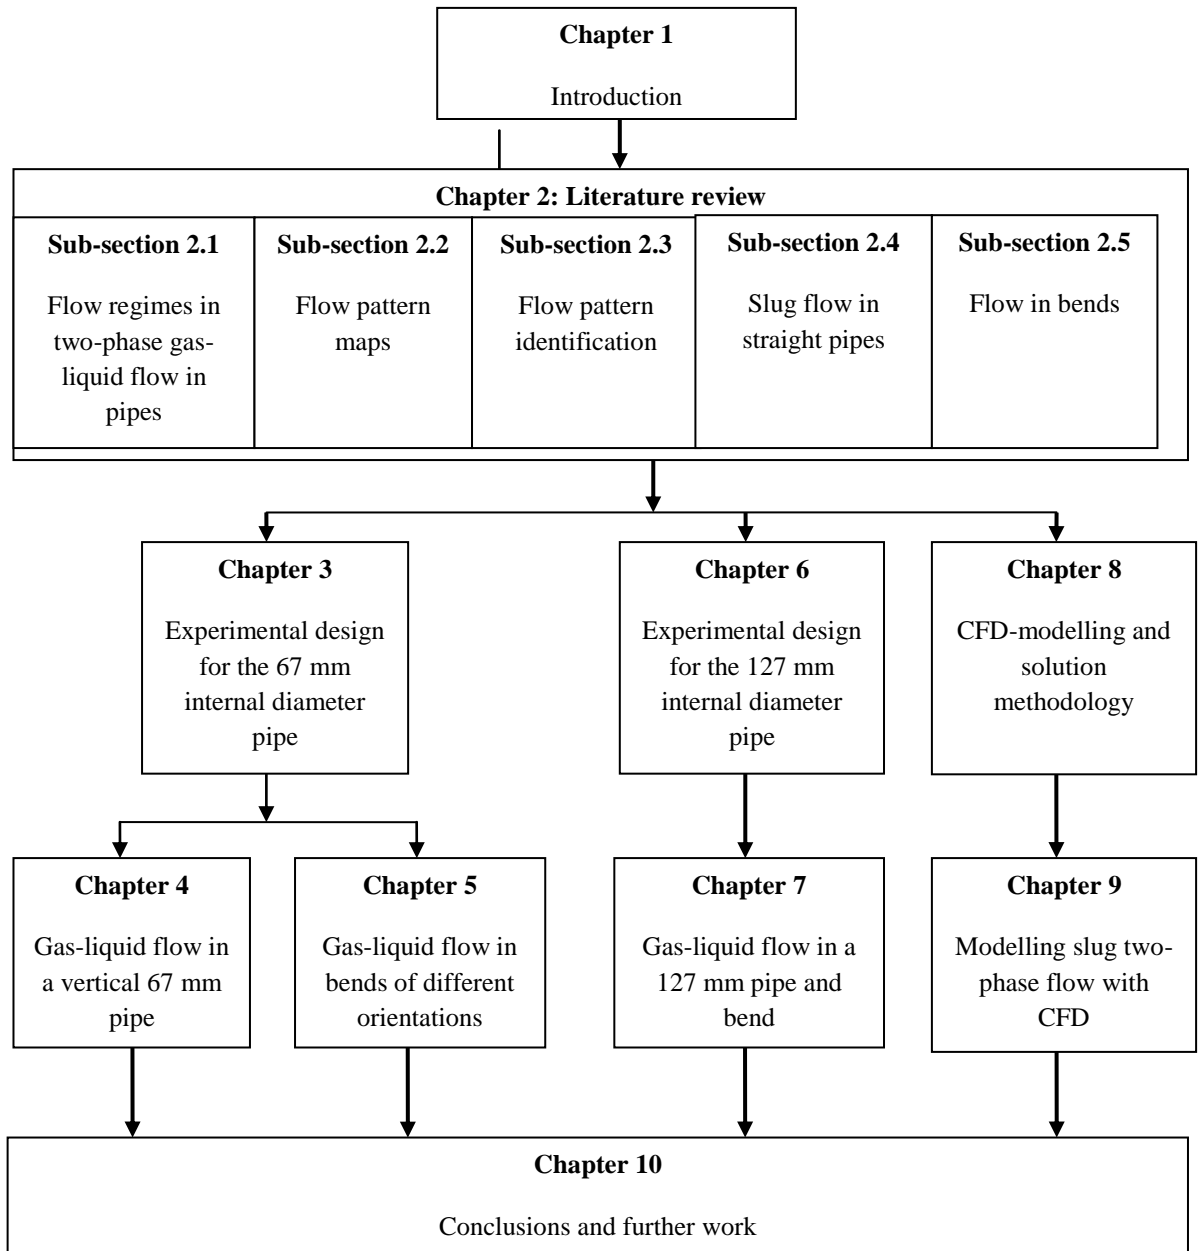 Chapter 1
Introduction
Chapter 2: Literature review
Sub-section 2.1
Flow regimes in
two-phase gas-
liquid flow in
pipes
Sub-section 2.2
Flow pattern
maps
Sub-section 2.3
Flow pattern
identification
Sub-section 2.4
Slug flow in
straight pipes
Sub-section 2.5
Flow in bends
Chapter 3
Experimental design
for the 67 mm
internal diameter
pipe
Chapter 6
Experimental design
for the 127 mm
internal diameter
pipe
Chapter 8
CFD-modelling and
solution
methodology
Chapter 4
Gas-liquid flow in
a vertical 67 mm
pipe
Chapter 5
Gas-liquid flow in
bends of different
orientations
Chapter 7
Gas-liquid flow in a
127 mm pipe and
bend
Chapter 9
Modelling slug two-
phase flow with
CFD
Chapter 10
Conclusions and further work